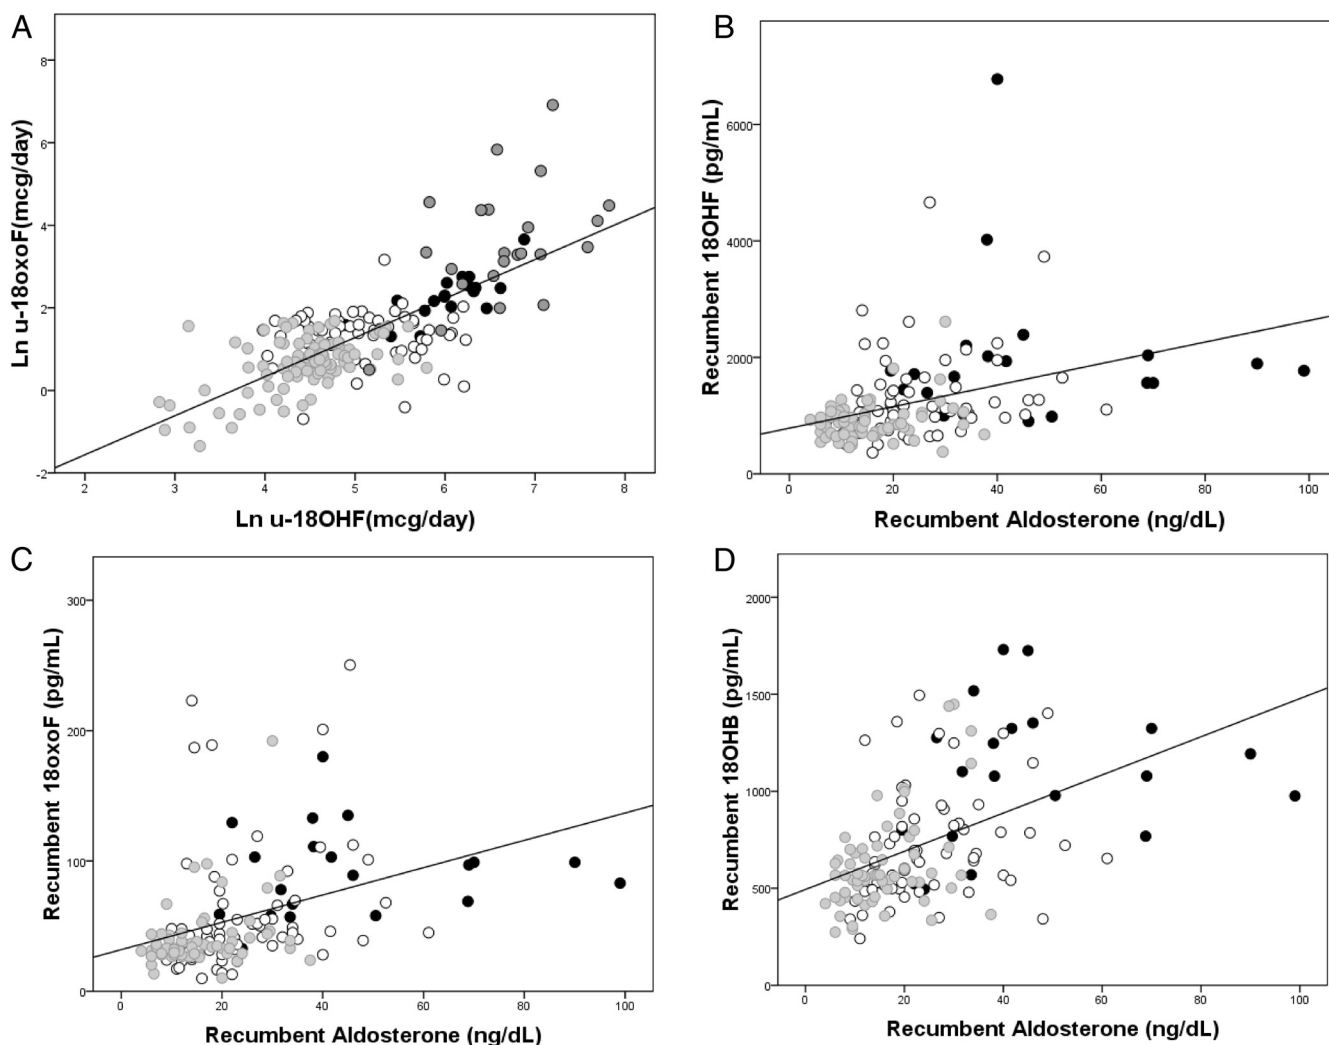 A
8
6
4
2
0
-2
Ln u-18oxoF(mcg/day)
2 3 4 5 6 7 8
Ln u-18OHF(mcg/day)
B
6000
4000
2000
0
Recumbent 18OHF (pg/mL)
0 20 40 60 80 100
Recumbent Aldosterone (ng/dL)
C
300
200
100
0
Recumbent 18oxoF (pg/mL)
0 20 40 60 80 100
Recumbent Aldosterone (ng/dL)
D
2000
1500
1000
500
0
Recumbent 18OHB (pg/mL)
0 20 40 60 80 100
Recumbent Aldosterone (ng/dL)